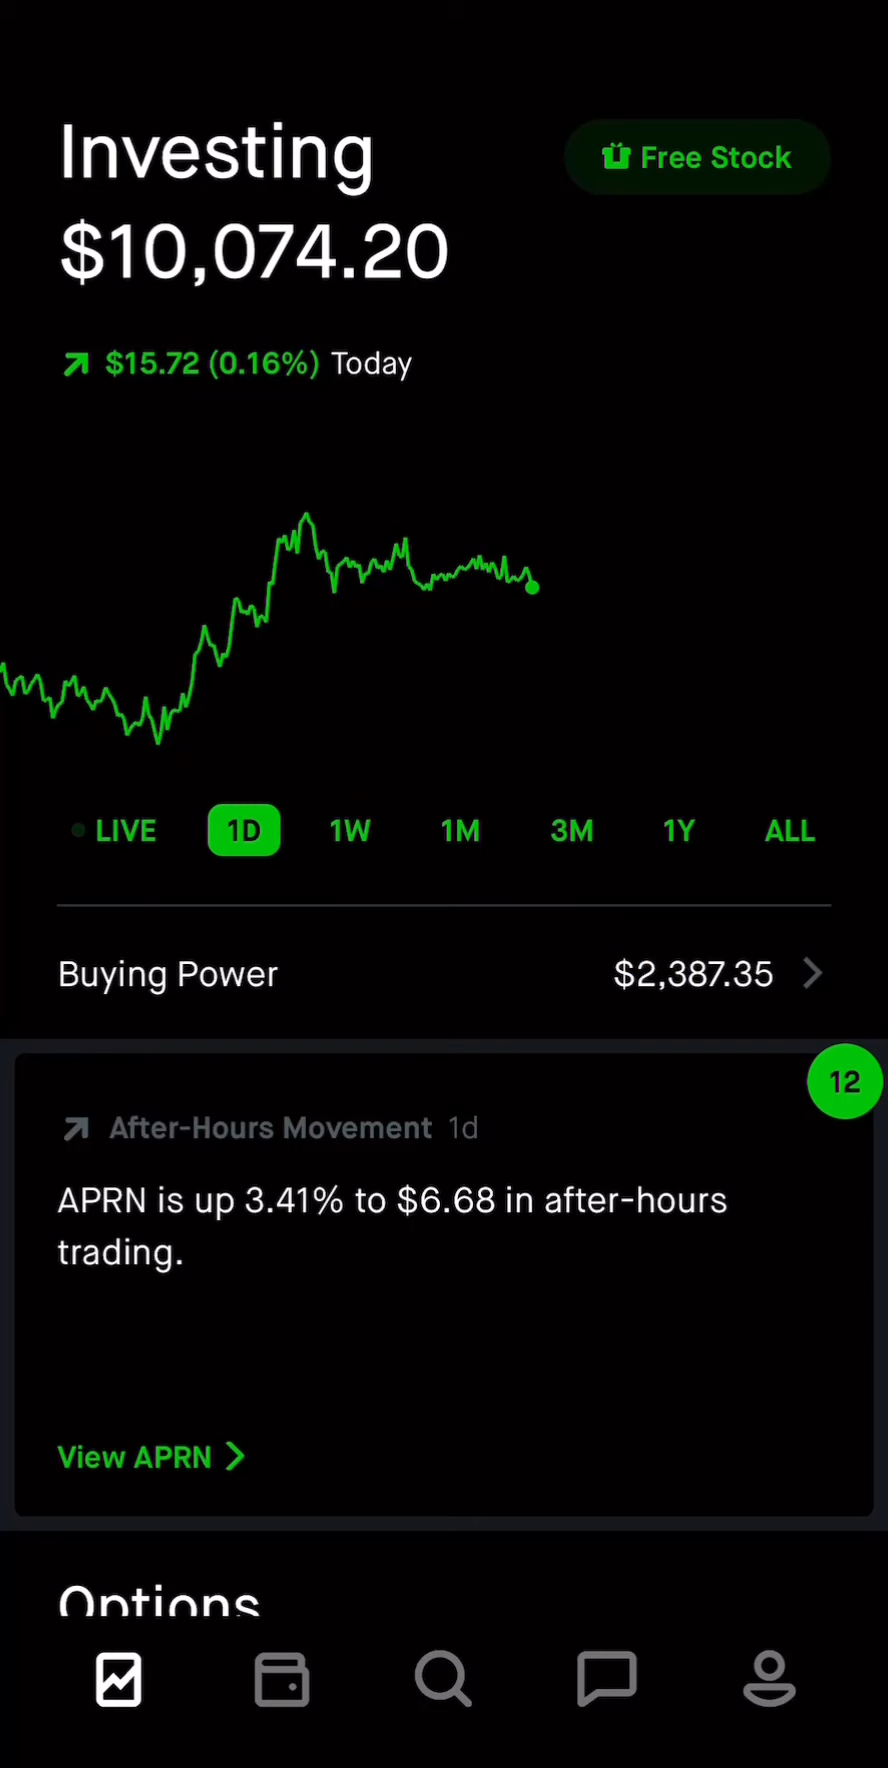 Investing
Free Stock
$10,074.20
$15.72 (0.16%) Today
LIVE 1D 1W 1M 3M 1Y ALL
Buying Power $2,387.35
12
After-Hours Movement 1d
APRN is up 3.41% to $6.68 in after-hours
trading.
View APRN
Options